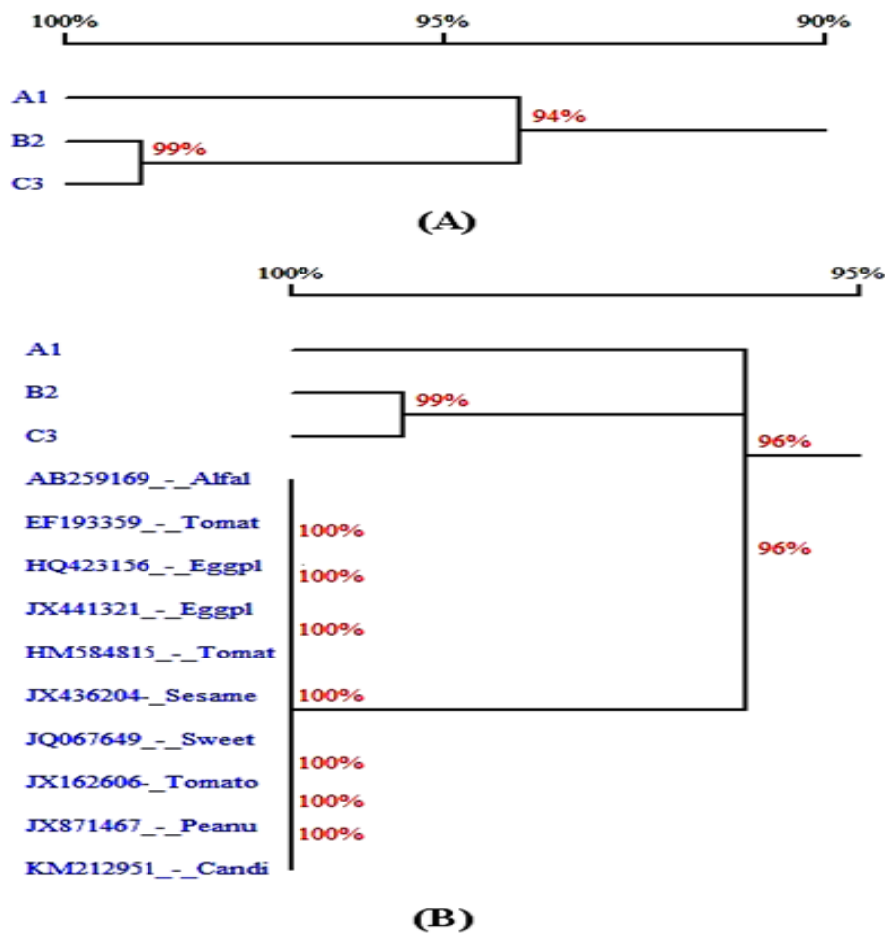 100% 95% 90%
A1
94%
B2
99%
C3
(A)
100% 95%
A1
B2
99%
C3
96%
AB259169_-_Alfal
EF193359_-_Tomat
100%
96%
HQ423156_-_Eggpl
100%
JX441321_-_Eggpl
100%
HM584815_-_Tomat
JX436204-_Sesame
100%
JQ067649_-_Sweet
100%
JX162606-_Tomato
100%
JX871467_-_Peanu
100%
KM212951_-_Candi
(B)